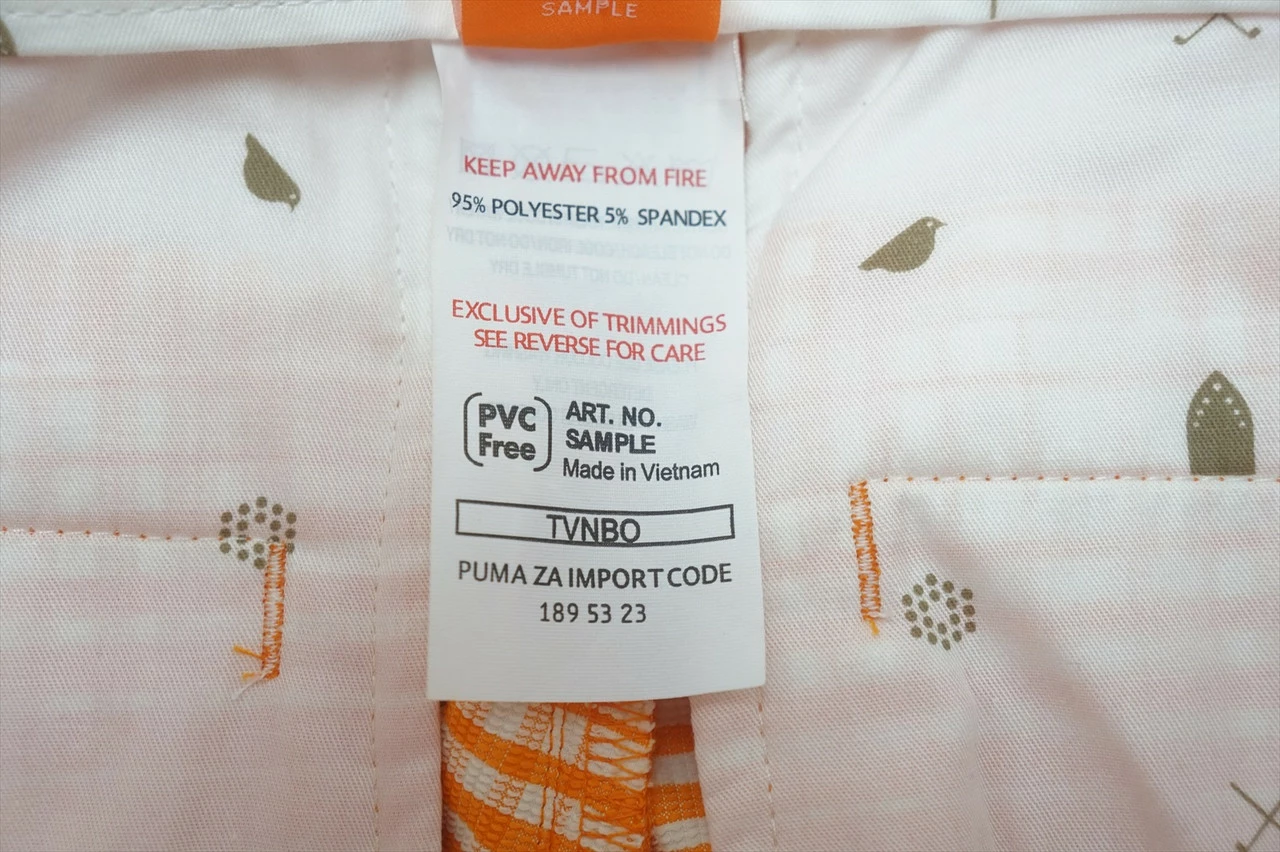 SAMPLE
KEEP AWAY FROM FIRE
95% POLYESTER 5% SPANDEX
EXCLUSIVE OF TRIMMINGS
SEE REVERSE FOR CARE
PVC
Free
ART. NO.
SAMPLE
Made in Vietnam
TVNBO
PUMA ZA IMPORT CODE
189 53 23